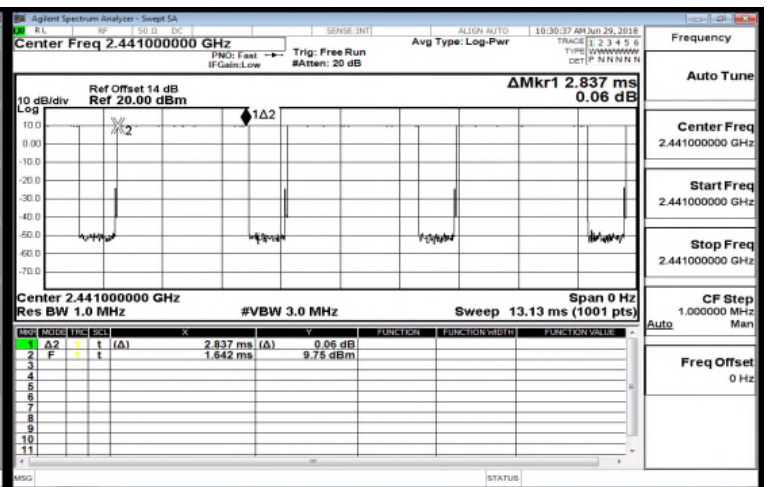 Agilent Spectrum Analyzer - Swept SA
RL RF 50 Ω DC SENSE:INT ALIGN AUTO 10:30:37 AM Jun 29, 2018
Center Freq 2.441000000 GHz
PNO: Fast
IFGain:Low
Trig: Free Run
#Atten: 20 dB
Avg Type: Log-Pwr
TRACE 1 2 3 4 5 6
TYPE WWWWWWW
DET P N N N N N
Ref Offset 14 dB
Ref 20.00 dBm
10 dB/div
Log
ΔMkr1 2.837 ms
0.06 dB
1Δ2
2
10.0
0.00
-10.0
-20.0
-30.0
-40.0
-50.0
-60.0
-70.0
Center 2.441000000 GHz Span 0 Hz
Res BW 1.0 MHz #VBW 3.0 MHz Sweep 13.13 ms (1001 pts)
MKR MODE TRC SCL X Y FUNCTION FUNCTION WIDTH FUNCTION VALUE
1 Δ2 1 t (Δ) 2.837 ms (Δ) 0.06 dB
2 F 1 t 1.642 ms 9.75 dBm
3
4
5
6
7
8
9
10
11
MSG STATUS
Frequency
Auto Tune
Center Freq
2.441000000 GHz
Start Freq
2.441000000 GHz
Stop Freq
2.441000000 GHz
CF Step
1.000000 MHz
Auto Man
Freq Offset
0 Hz